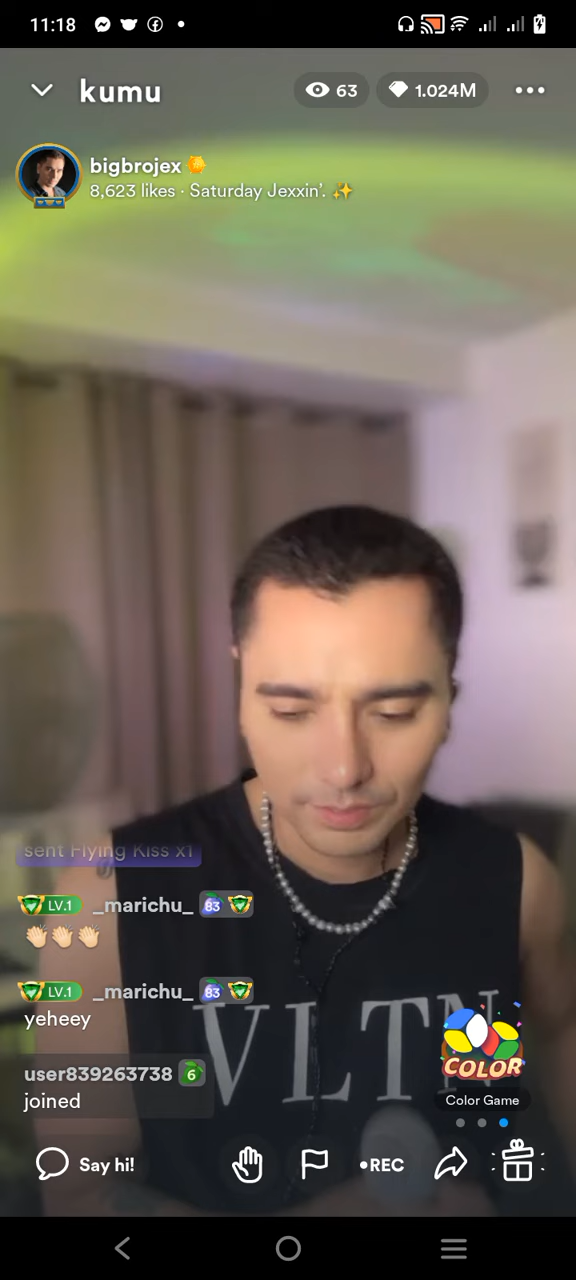 11:18
kumu
63
1.024M
bigbrojex
8,623 likes · Saturday Jexxin'. ✨
sent Flying Kiss x1
LV.1 _marichu_ 83
👏🏻👏🏻👏🏻
LV.1 _marichu_ 83
yeheey
user839263738 6
joined
VLTN
COLOR
Color Game
Say hi!
•REC